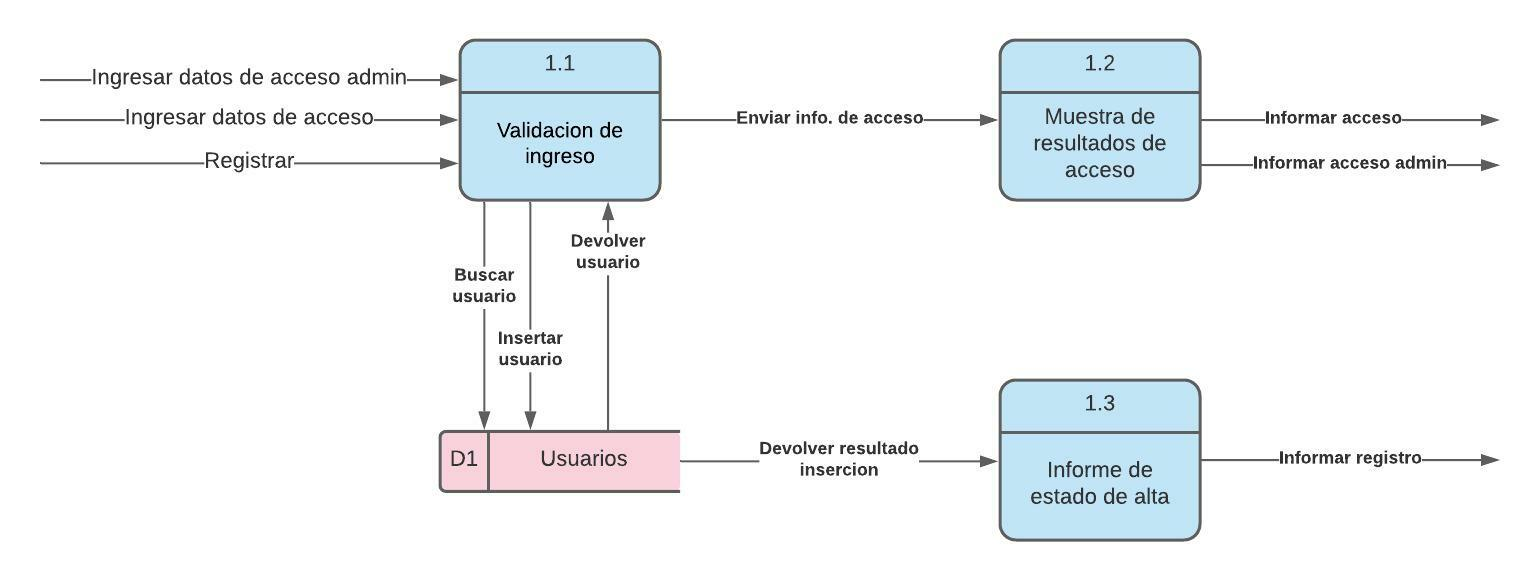 1.1
1.2
Ingresar datos de acceso admin
Ingresar datos de acceso
Registrar
Validacion de
ingreso
Enviar info. de acceso
Muestra de
resultados de
acceso
Informar acceso
Informar acceso admin
Devolver
usuario
Buscar
usuario
Insertar
usuario
D1
Usuarios
Devolver resultado
insercion
1.3
Informe de
estado de alta
Informar registro